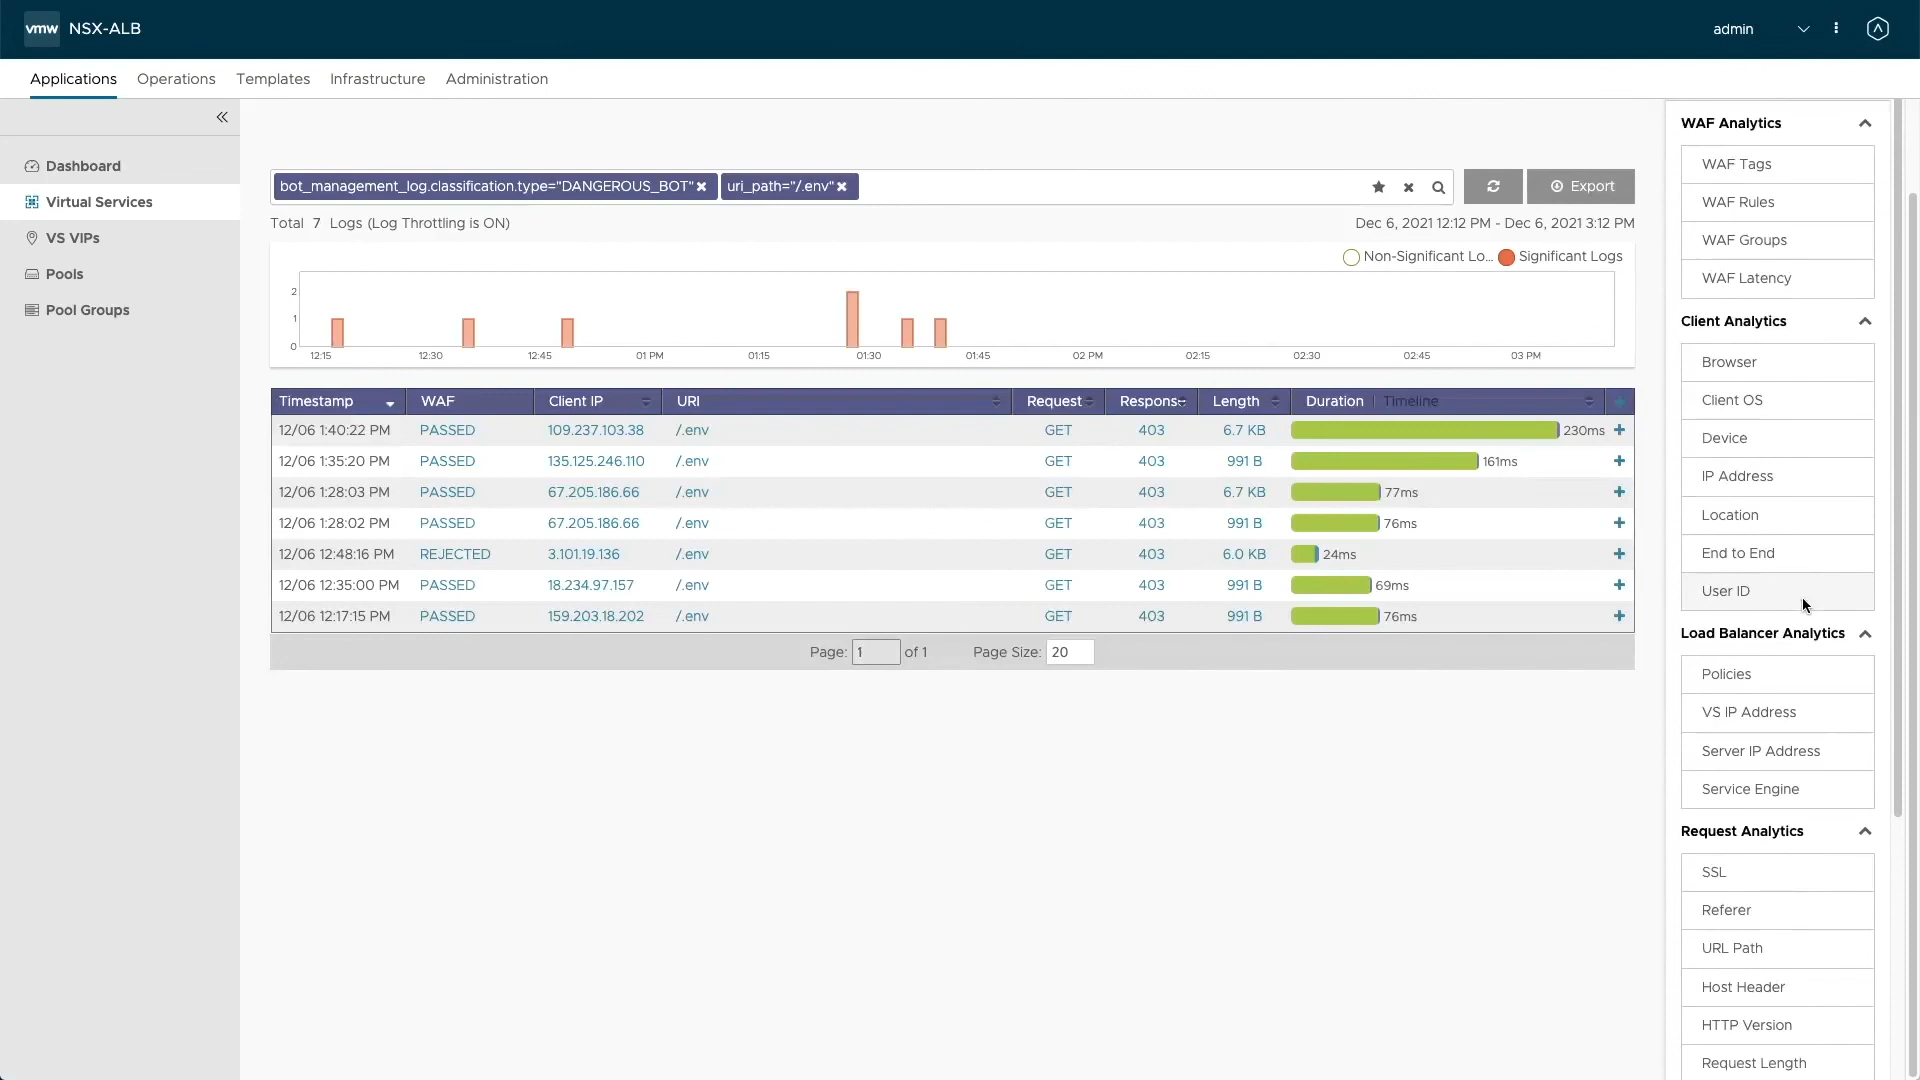 vmw NSX-ALB
admin
Applications Operations Templates Infrastructure Administration
Dashboard
Virtual Services
VS VIPs
Pools
Pool Groups
bot_management_log.classification.type="DANGEROUS_BOT" uri_path="/.env"
Export
Total 7 Logs (Log Throttling is ON)
Dec 6, 2021 12:12 PM - Dec 6, 2021 3:12 PM
Non-Significant Lo... Significant Logs
2
1
0
12:15 12:30 12:45 01 PM 01:15 01:30 01:45 02 PM 02:15 02:30 02:45 03 PM
Timestamp WAF Client IP URI Request Response Length Duration Timeline
12/06 1:40:22 PM PASSED 109.237.103.38 /.env GET 403 6.7 KB 230ms
12/06 1:35:20 PM PASSED 135.125.246.110 /.env GET 403 991 B 161ms
12/06 1:28:03 PM PASSED 67.205.186.66 /.env GET 403 6.7 KB 77ms
12/06 1:28:02 PM PASSED 67.205.186.66 /.env GET 403 991 B 76ms
12/06 12:48:16 PM REJECTED 3.101.19.136 /.env GET 403 6.0 KB 24ms
12/06 12:35:00 PM PASSED 18.234.97.157 /.env GET 403 991 B 69ms
12/06 12:17:15 PM PASSED 159.203.18.202 /.env GET 403 991 B 76ms
Page: 1 of 1 Page Size: 20
WAF Analytics
WAF Tags
WAF Rules
WAF Groups
WAF Latency
Client Analytics
Browser
Client OS
Device
IP Address
Location
End to End
User ID
Load Balancer Analytics
Policies
VS IP Address
Server IP Address
Service Engine
Request Analytics
SSL
Referer
URL Path
Host Header
HTTP Version
Request Length